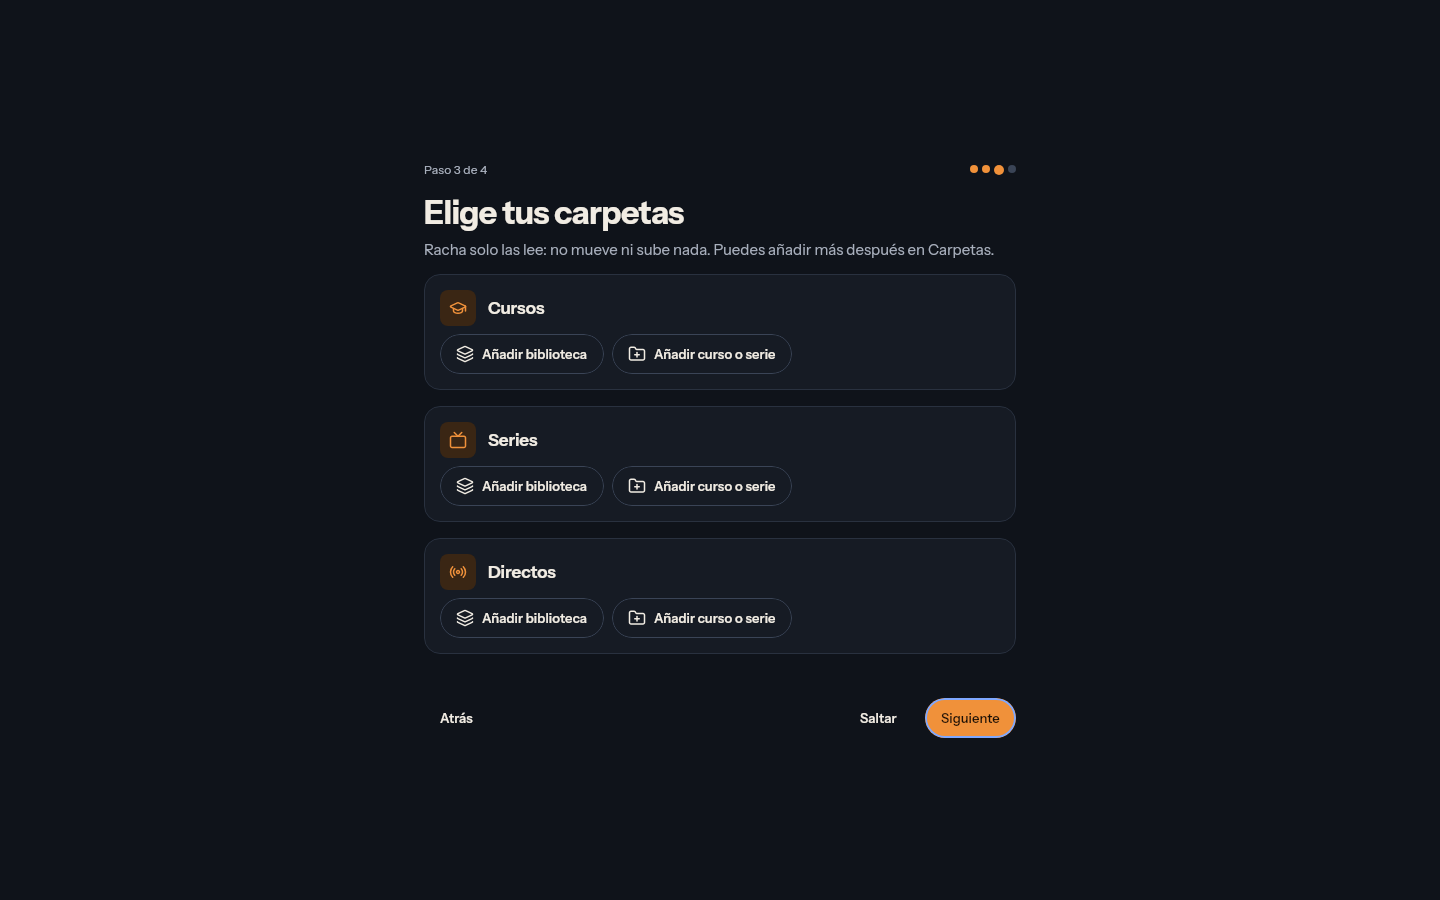 Paso 3 de 4
Elige tus carpetas
Racha solo las lee: no mueve ni sube nada. Puedes añadir más después en Carpetas.
Cursos
Añadir biblioteca
Añadir curso o serie
Series
Añadir biblioteca
Añadir curso o serie
Directos
Añadir biblioteca
Añadir curso o serie
Atrás
Saltar
Siguiente